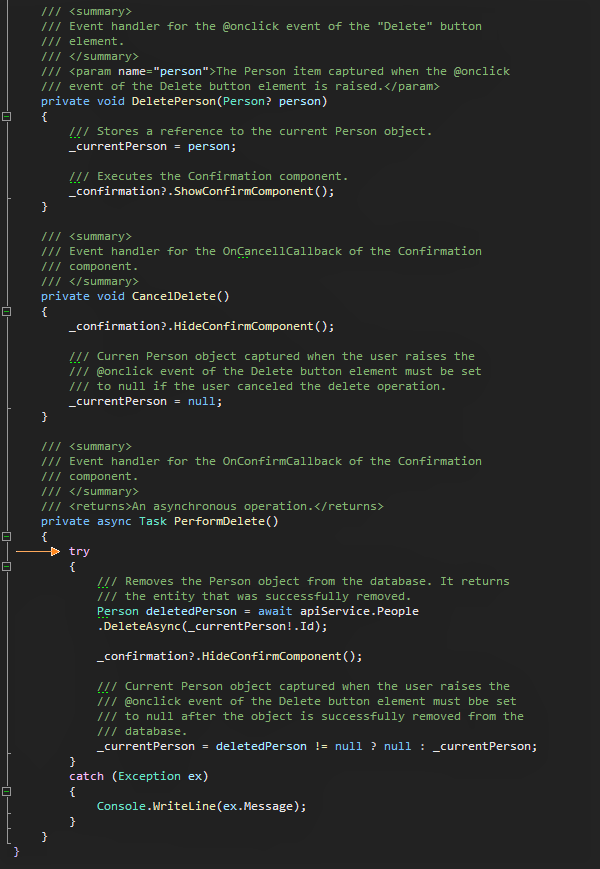 /// <summary>
/// Event handler for the @onclick event of the "Delete" button
/// element.
/// </summary>
/// <param name="person">The Person item captured when the @onclick
/// event of the Delete button element is raised.</param>
private void DeletePerson(Person? person)
{
/// Stores a reference to the current Person object.
_currentPerson = person;
/// Executes the Confirmation component.
_confirmation?.ShowConfirmComponent();
}
/// <summary>
/// Event handler for the OnCancellCallback of the Confirmation
/// component.
/// </summary>
private void CancelDelete()
{
_confirmation?.HideConfirmComponent();
/// Curren Person object captured when the user raises the
/// @onclick event of the Delete button element must be set
/// to null if the user canceled the delete operation.
_currentPerson = null;
}
/// <summary>
/// Event handler for the OnConfirmCallback of the Confirmation
/// component.
/// </summary>
/// <returns>An asynchronous operation.</returns>
private async Task PerformDelete()
{
try
{
/// Removes the Person object from the database. It returns
/// the entity that was successfully removed.
Person deletedPerson = await apiService.People
.DeleteAsync(_currentPerson!.Id);
_confirmation?.HideConfirmComponent();
/// Current Person object captured when the user raises the
/// @onclick event of the Delete button element must bbe set
/// to null after the object is successfully removed from the
/// database.
_currentPerson = deletedPerson != null ? null : _currentPerson;
}
catch (Exception ex)
{
Console.WriteLine(ex.Message);
}
}
}